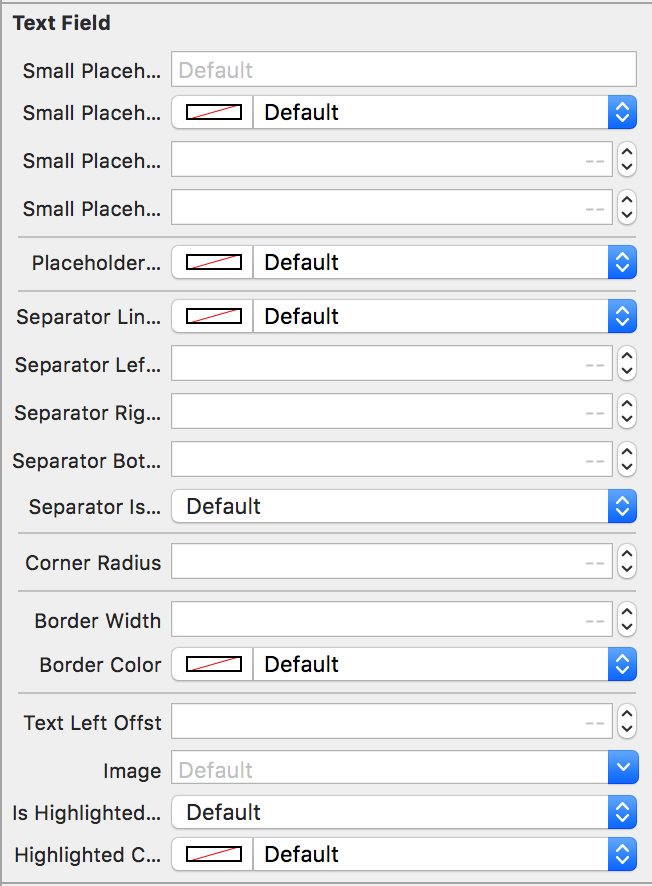 Text Field
Small Placeh... Default
Small Placeh... Default
Small Placeh... --
Small Placeh... --
Placeholder... Default
Separator Lin... Default
Separator Lef... --
Separator Rig... --
Separator Bot... --
Separator Is... Default
Corner Radius --
Border Width --
Border Color Default
Text Left Offst --
Image Default
Is Highlighted... Default
Highlighted C... Default